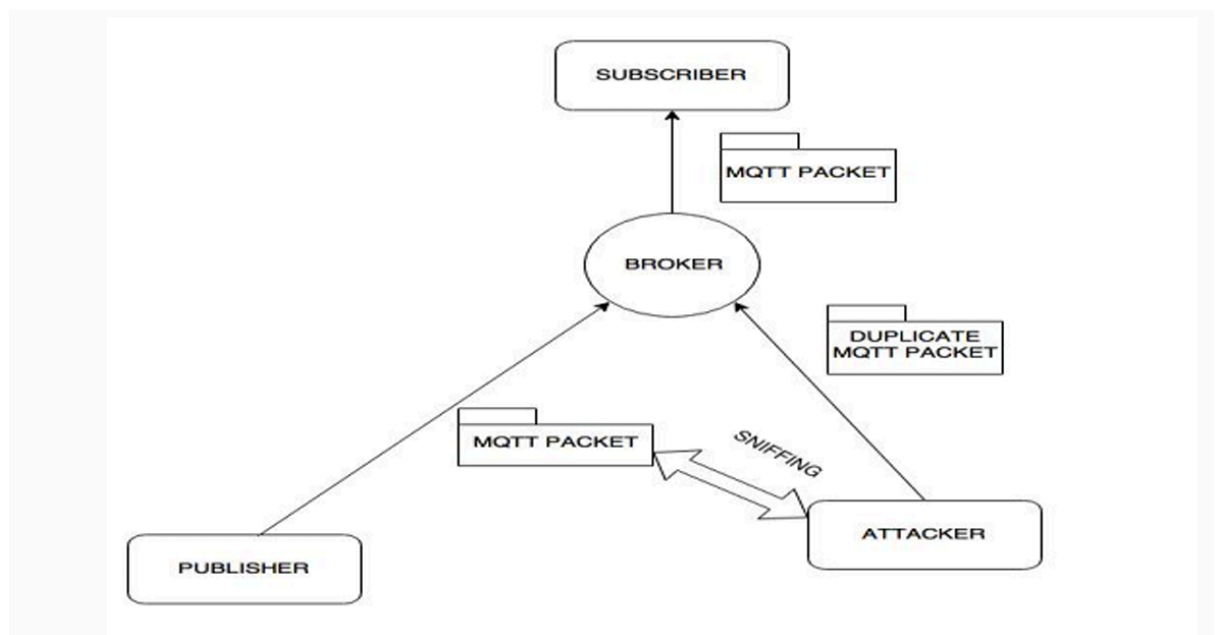 SUBSCRIBER
MQTT PACKET
BROKER
DUPLICATE
MQTT PACKET
MQTT PACKET
SNIFFING
ATTACKER
PUBLISHER